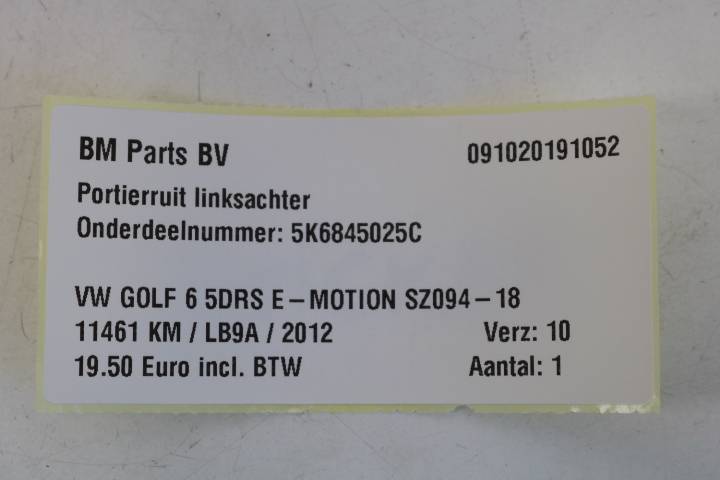 BM Parts BV 091020191052
Portierruit linksachter
Onderdeelnummer: 5K6845025C
VW GOLF 6 5DRS E-MOTION SZ094-18
11461 KM / LB9A / 2012 Verz: 10
19.50 Euro incl. BTW Aantal: 1